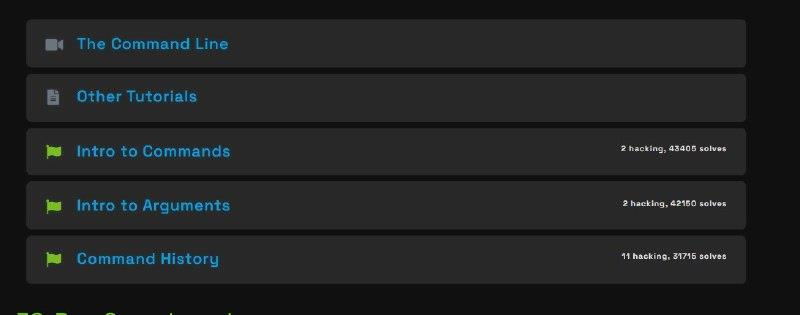 The Command Line
Other Tutorials
Intro to Commands
2 hacking, 43405 solves
Intro to Arguments
2 hacking, 42150 solves
Command History
11 hacking, 31715 solves